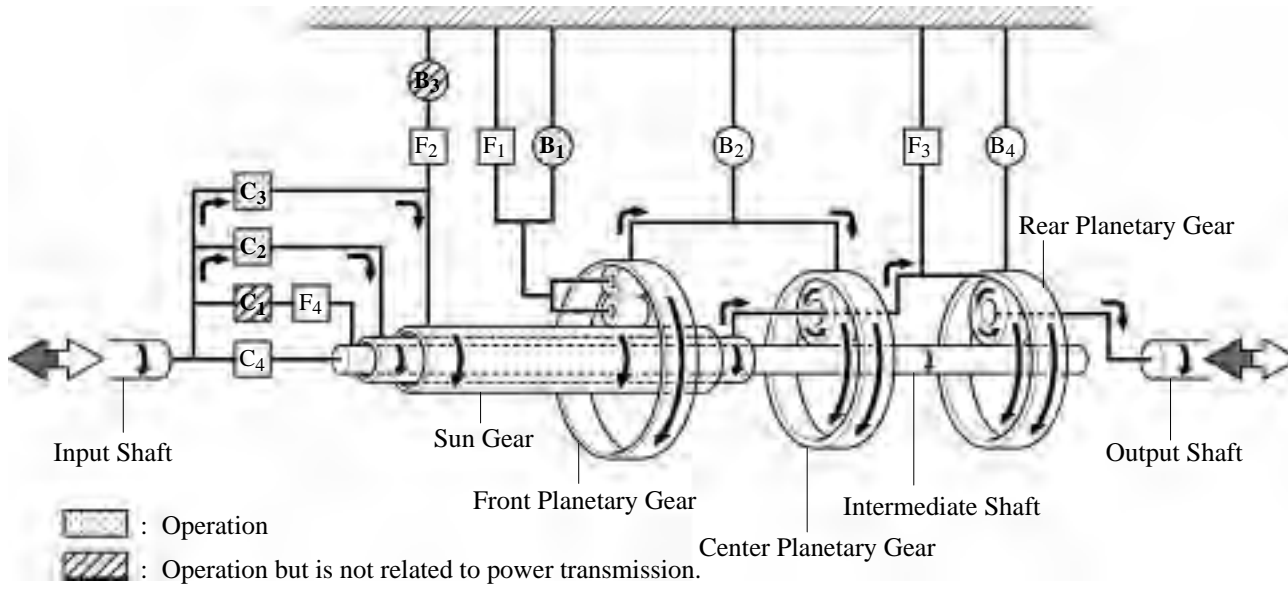 B3
F2
F1
B1
B2
F3
B4
C3
C2
C1
F4
C4
Rear Planetary Gear
Input Shaft
Sun Gear
Front Planetary Gear
Center Planetary Gear
Intermediate Shaft
Output Shaft
: Operation
: Operation but is not related to power transmission.